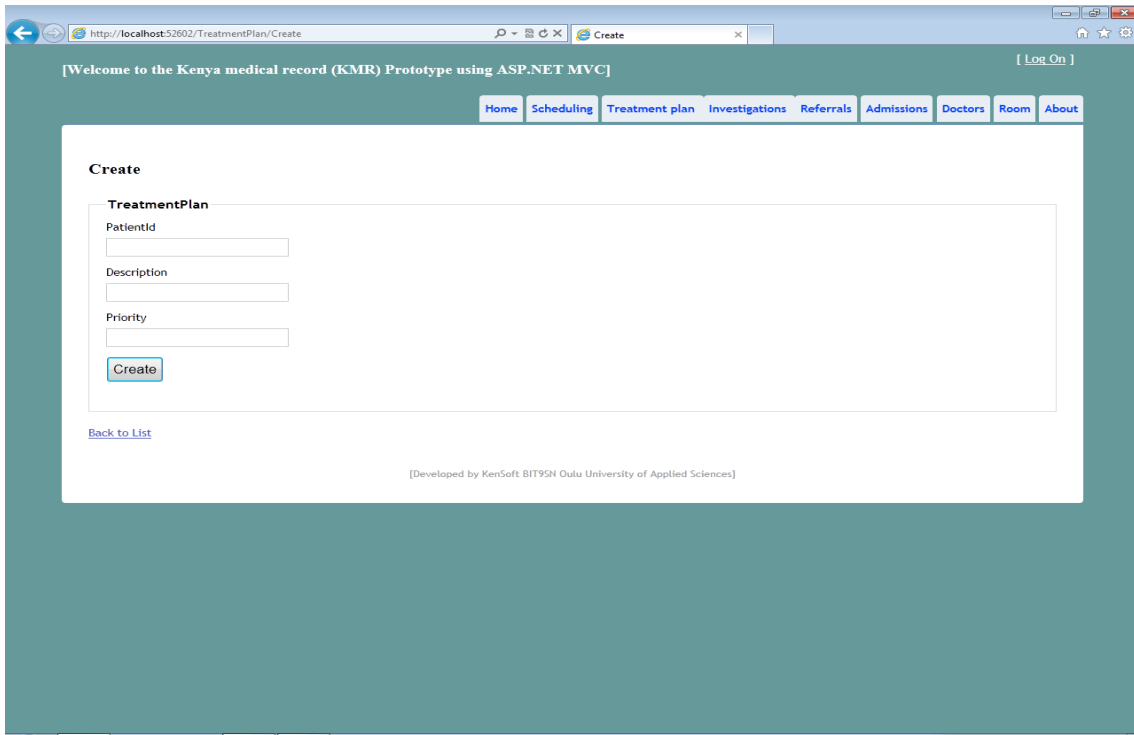 http://localhost:52602/TreatmentPlan/Create
Create
[Welcome to the Kenya medical record (KMR) Prototype using ASP.NET MVC]
[ Log On ]
Home Scheduling Treatment plan Investigations Referrals Admissions Doctors Room About
Create
TreatmentPlan
PatientId
Description
Priority
Create
Back to List
[Developed by KenSoft BIT9SN Oulu University of Applied Sciences]